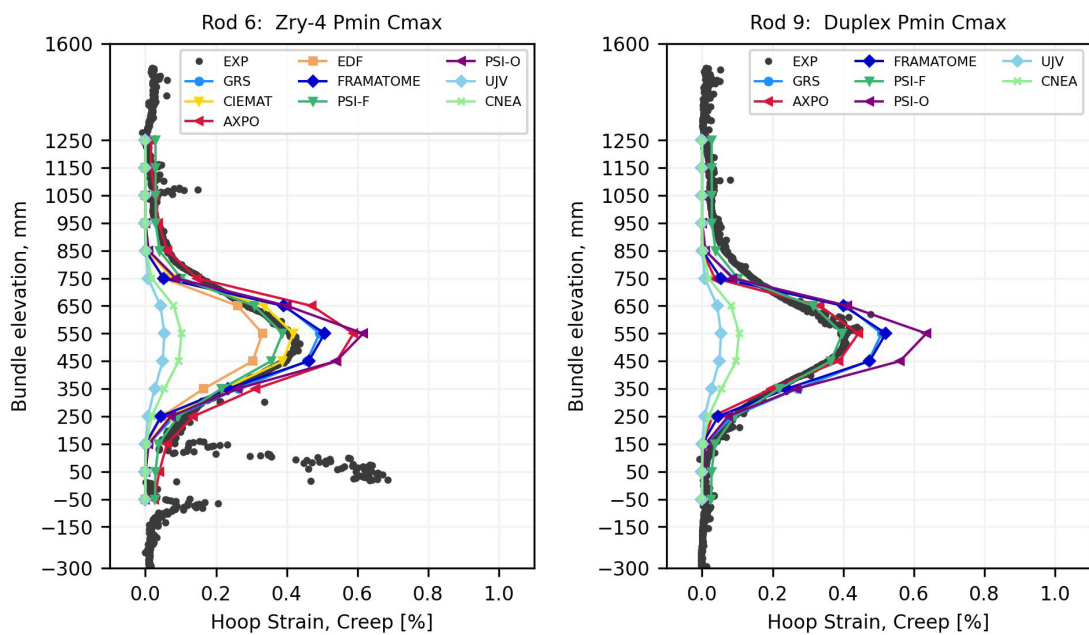 Rod 6: Zry-4 Pmin Cmax
1600
1250
1150
1050
950
850
750
650
550
450
350
250
150
50
−50
−150
−300
Bundle elevation, mm
EXP
GRS
CIEMAT
AXPO
EDF
FRAMATOME
PSI-F
PSI-O
UJV
CNEA
0.0 0.2 0.4 0.6 0.8 1.0
Hoop Strain, Creep [%]
Rod 9: Duplex Pmin Cmax
1600
1250
1150
1050
950
850
750
650
550
450
350
250
150
50
−50
−150
−300
Bundle elevation, mm
EXP
GRS
AXPO
FRAMATOME
PSI-F
PSI-O
UJV
CNEA
0.0 0.2 0.4 0.6 0.8 1.0
Hoop Strain, Creep [%]